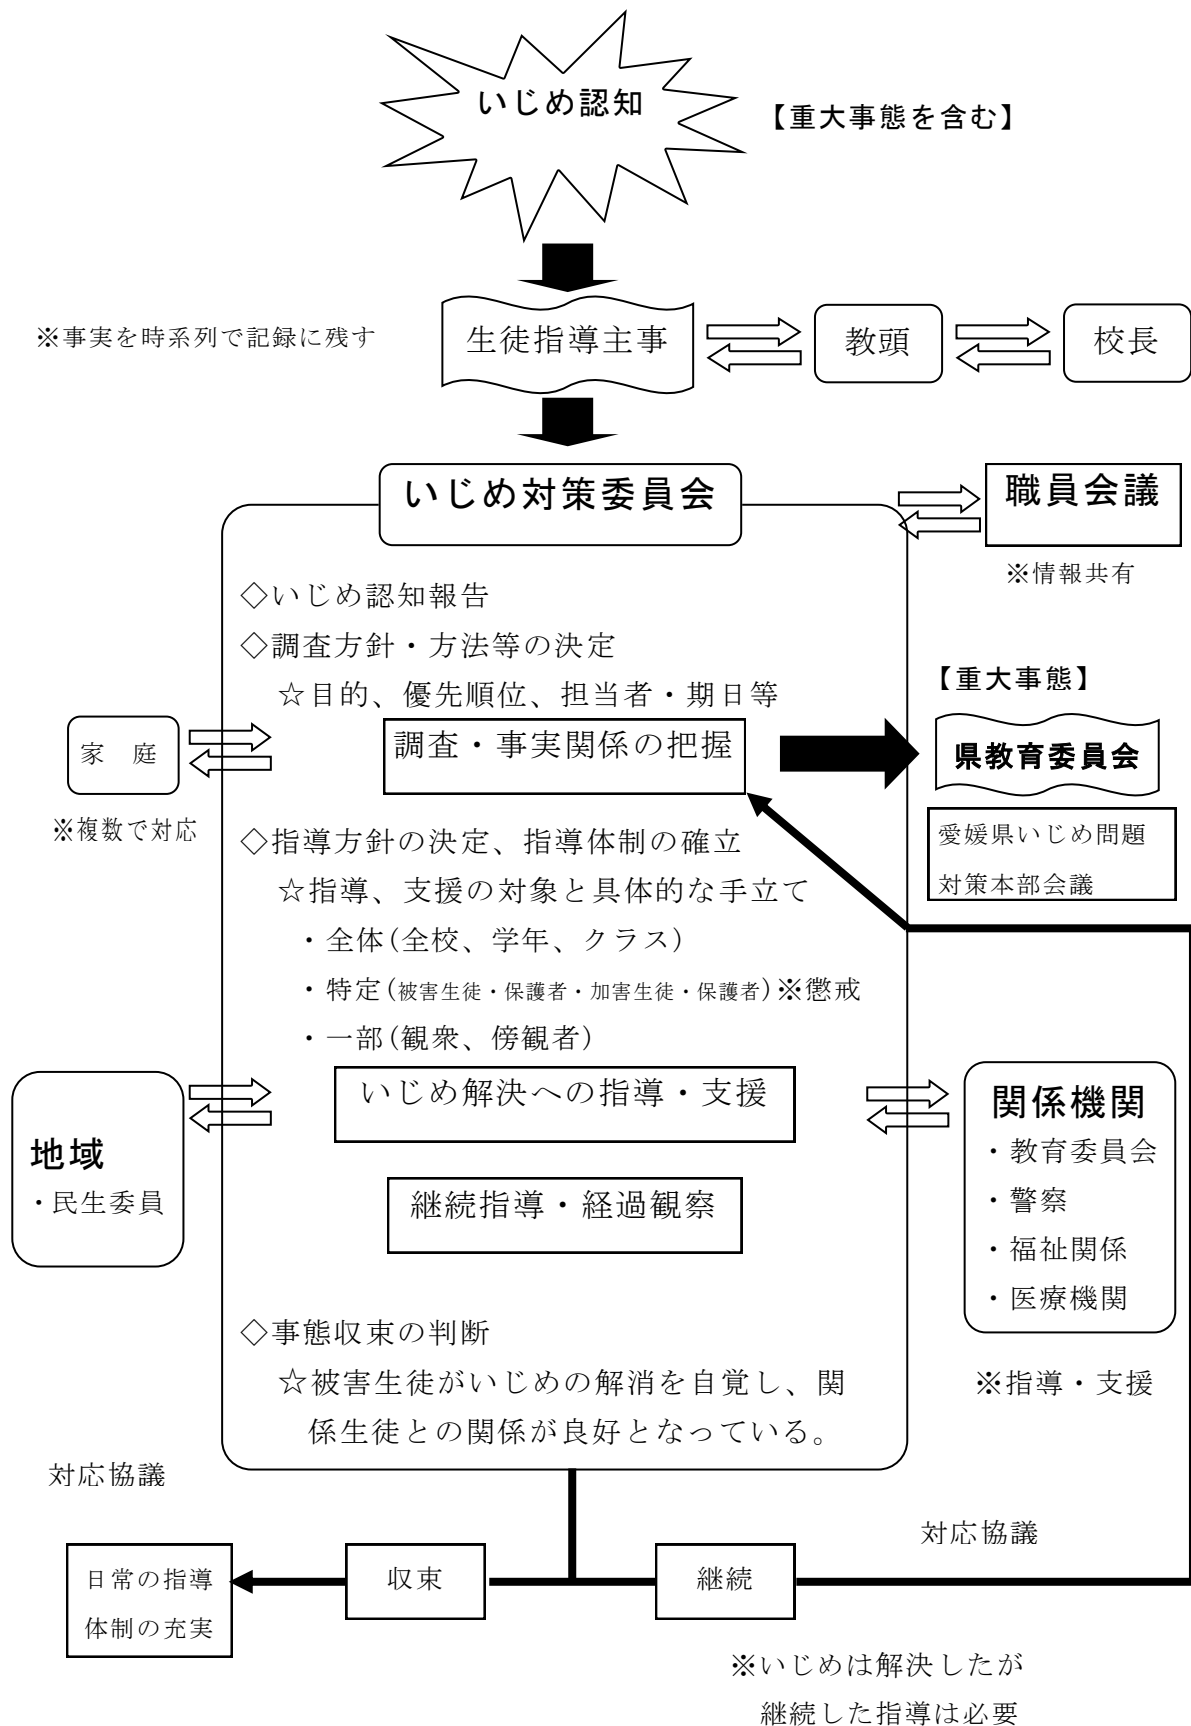 いじめ認知
【重大事態を含む】
※事実を時系列で記録に残す
生徒指導主事
教頭
校長
いじめ対策委員会
職員会議
※情報共有
◇いじめ認知報告
◇調査方針・方法等の決定
☆目的、優先順位、担当者・期日等
【重大事態】
家　庭
調査・事実関係の把握
県教育委員会
※複数で対応
愛媛県いじめ問題
対策本部会議
◇指導方針の決定、指導体制の確立
☆指導、支援の対象と具体的な手立て
・全体(全校、学年、クラス)
・特定(被害生徒・保護者・加害生徒・保護者)※懲戒
・一部(観衆、傍観者)
いじめ解決への指導・支援
地域
・民生委員
関係機関
・教育委員会
・警察
・福祉関係
・医療機関
継続指導・経過観察
◇事態収束の判断
☆被害生徒がいじめの解消を自覚し、関
係生徒との関係が良好となっている。
※指導・支援
対応協議
対応協議
日常の指導
体制の充実
収束
継続
※いじめは解決したが
継続した指導は必要